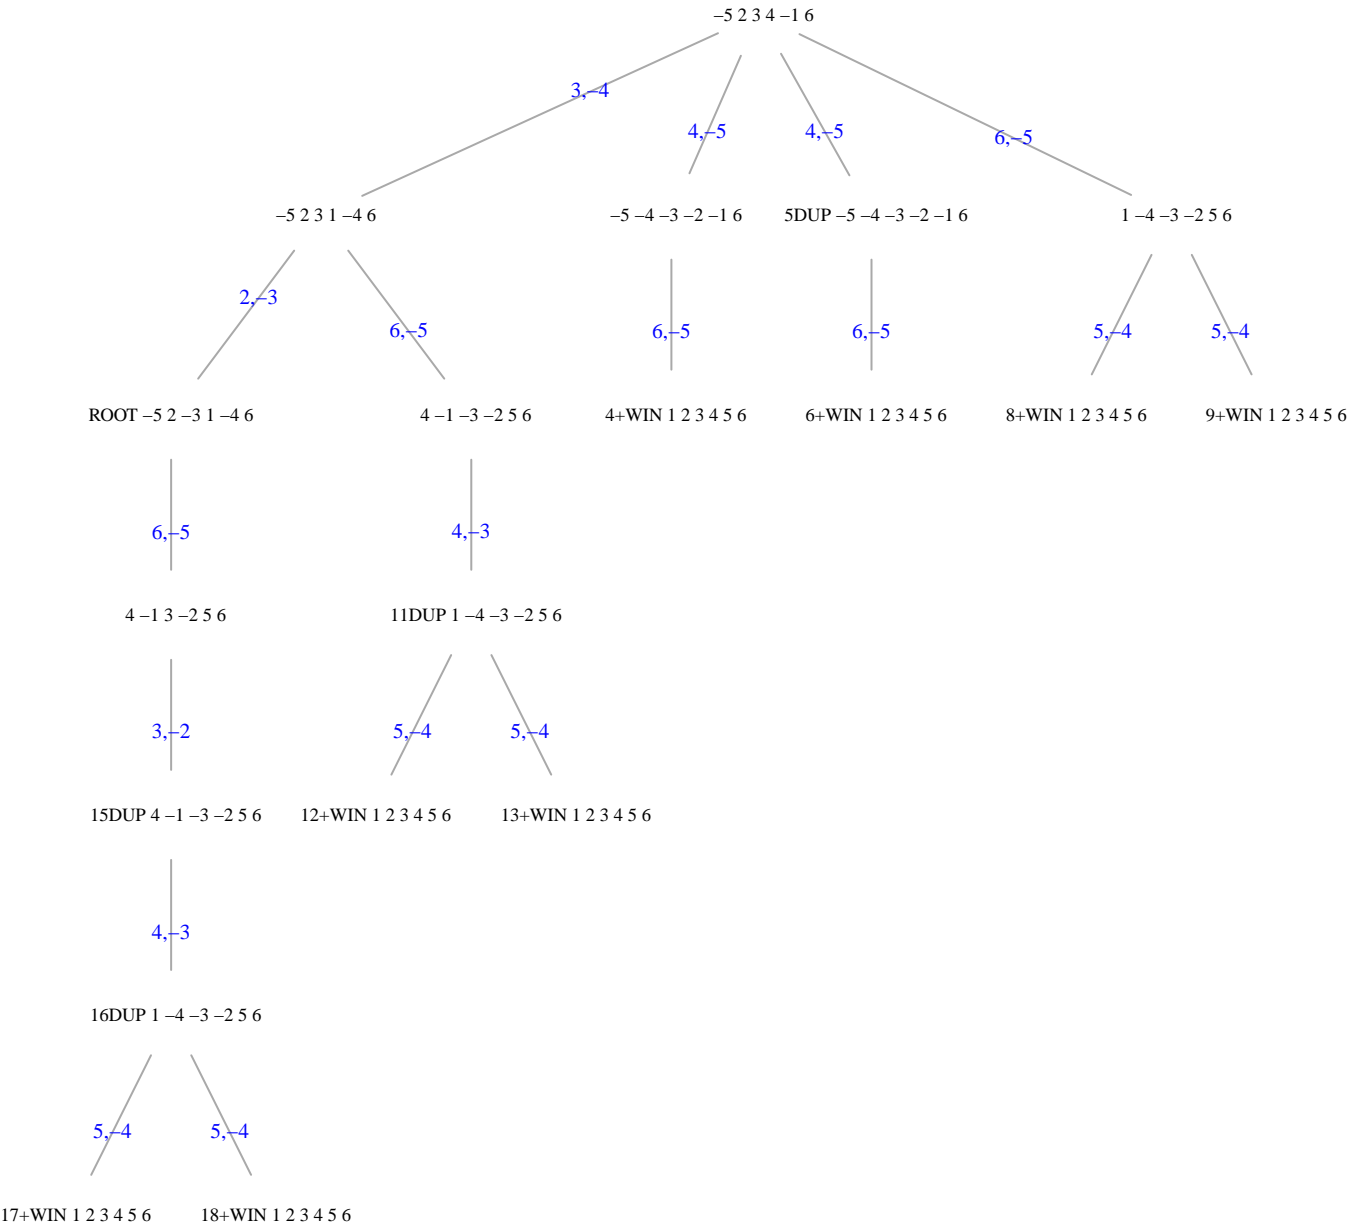 –5 2 3 4 –1 6
3,–4
4,–5
4,–5
6,–5
–5 2 3 1 –4 6
–5 –4 –3 –2 –1 6
5DUP –5 –4 –3 –2 –1 6
1 –4 –3 –2 5 6
2,–3
6,–5
6,–5
6,–5
5,–4
5,–4
ROOT –5 2 –3 1 –4 6
4 –1 –3 –2 5 6
4+WIN 1 2 3 4 5 6
6+WIN 1 2 3 4 5 6
8+WIN 1 2 3 4 5 6
9+WIN 1 2 3 4 5 6
6,–5
4,–3
4 –1 3 –2 5 6
11DUP 1 –4 –3 –2 5 6
3,–2
5,–4
5,–4
15DUP 4 –1 –3 –2 5 6
12+WIN 1 2 3 4 5 6
13+WIN 1 2 3 4 5 6
4,–3
16DUP 1 –4 –3 –2 5 6
5,–4
5,–4
17+WIN 1 2 3 4 5 6
18+WIN 1 2 3 4 5 6